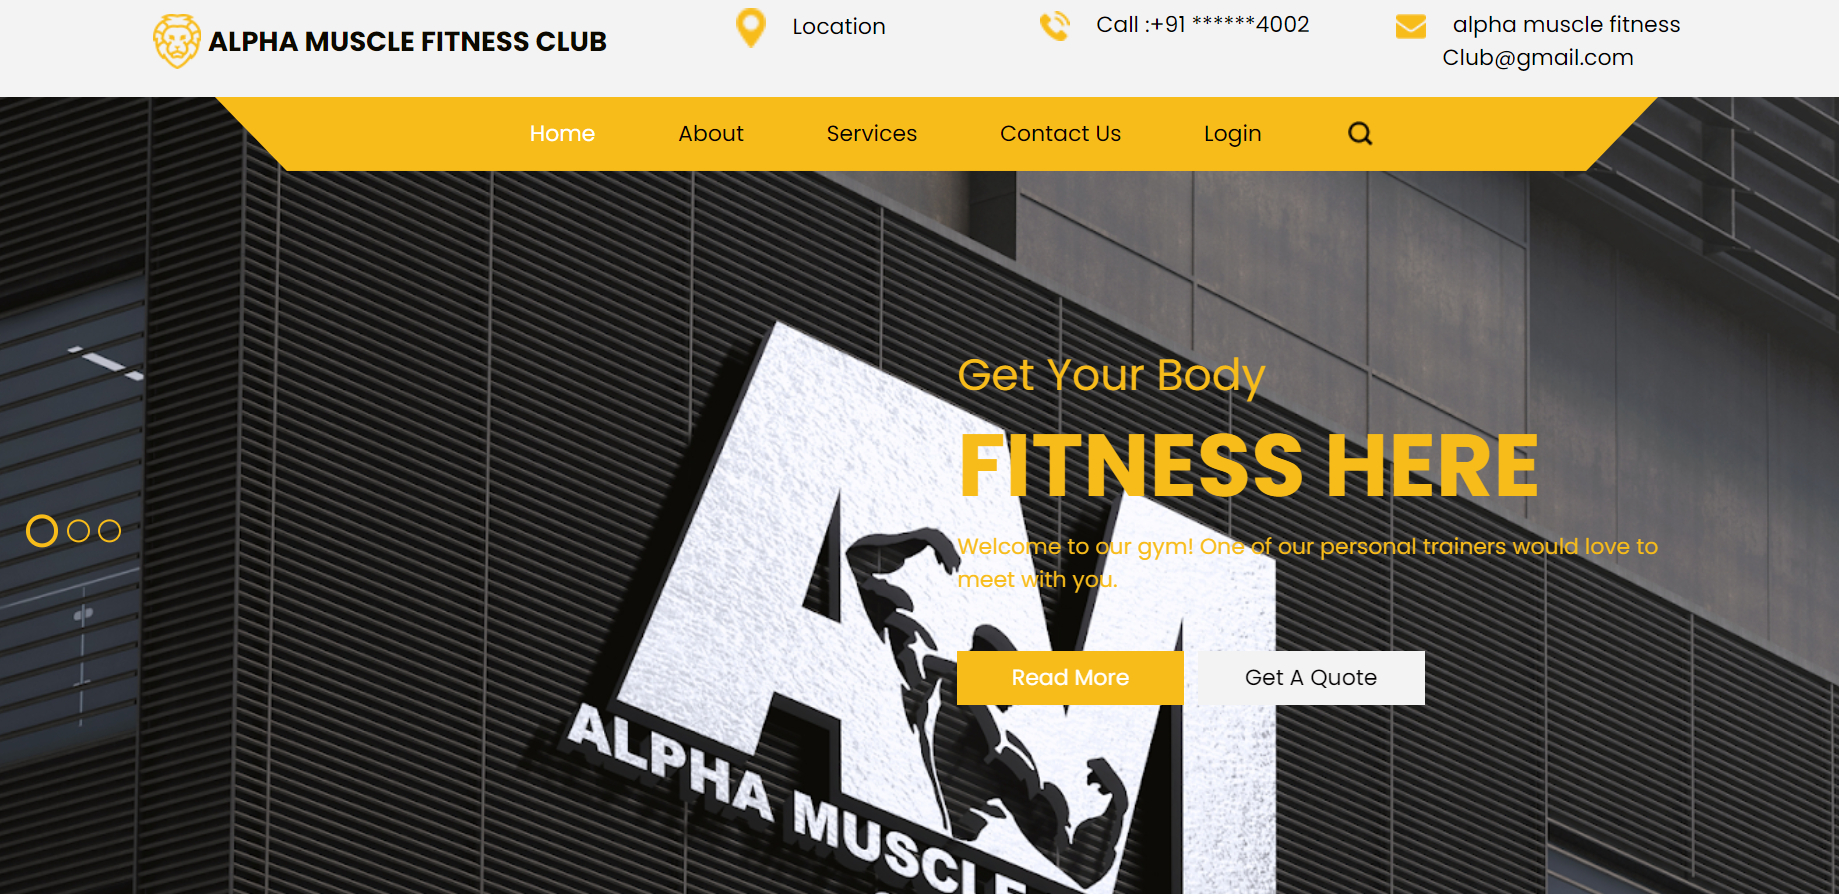 ALPHA MUSCLE FITNESS CLUB
Location
Call :+91 ******4002
alpha muscle fitness
Club@gmail.com
Home
About
Services
Contact Us
Login
Get Your Body
FITNESS HERE
Welcome to our gym! One of our personal trainers would love to
meet with you.
Read More
Get A Quote
AM
ALPHA MUSCLE